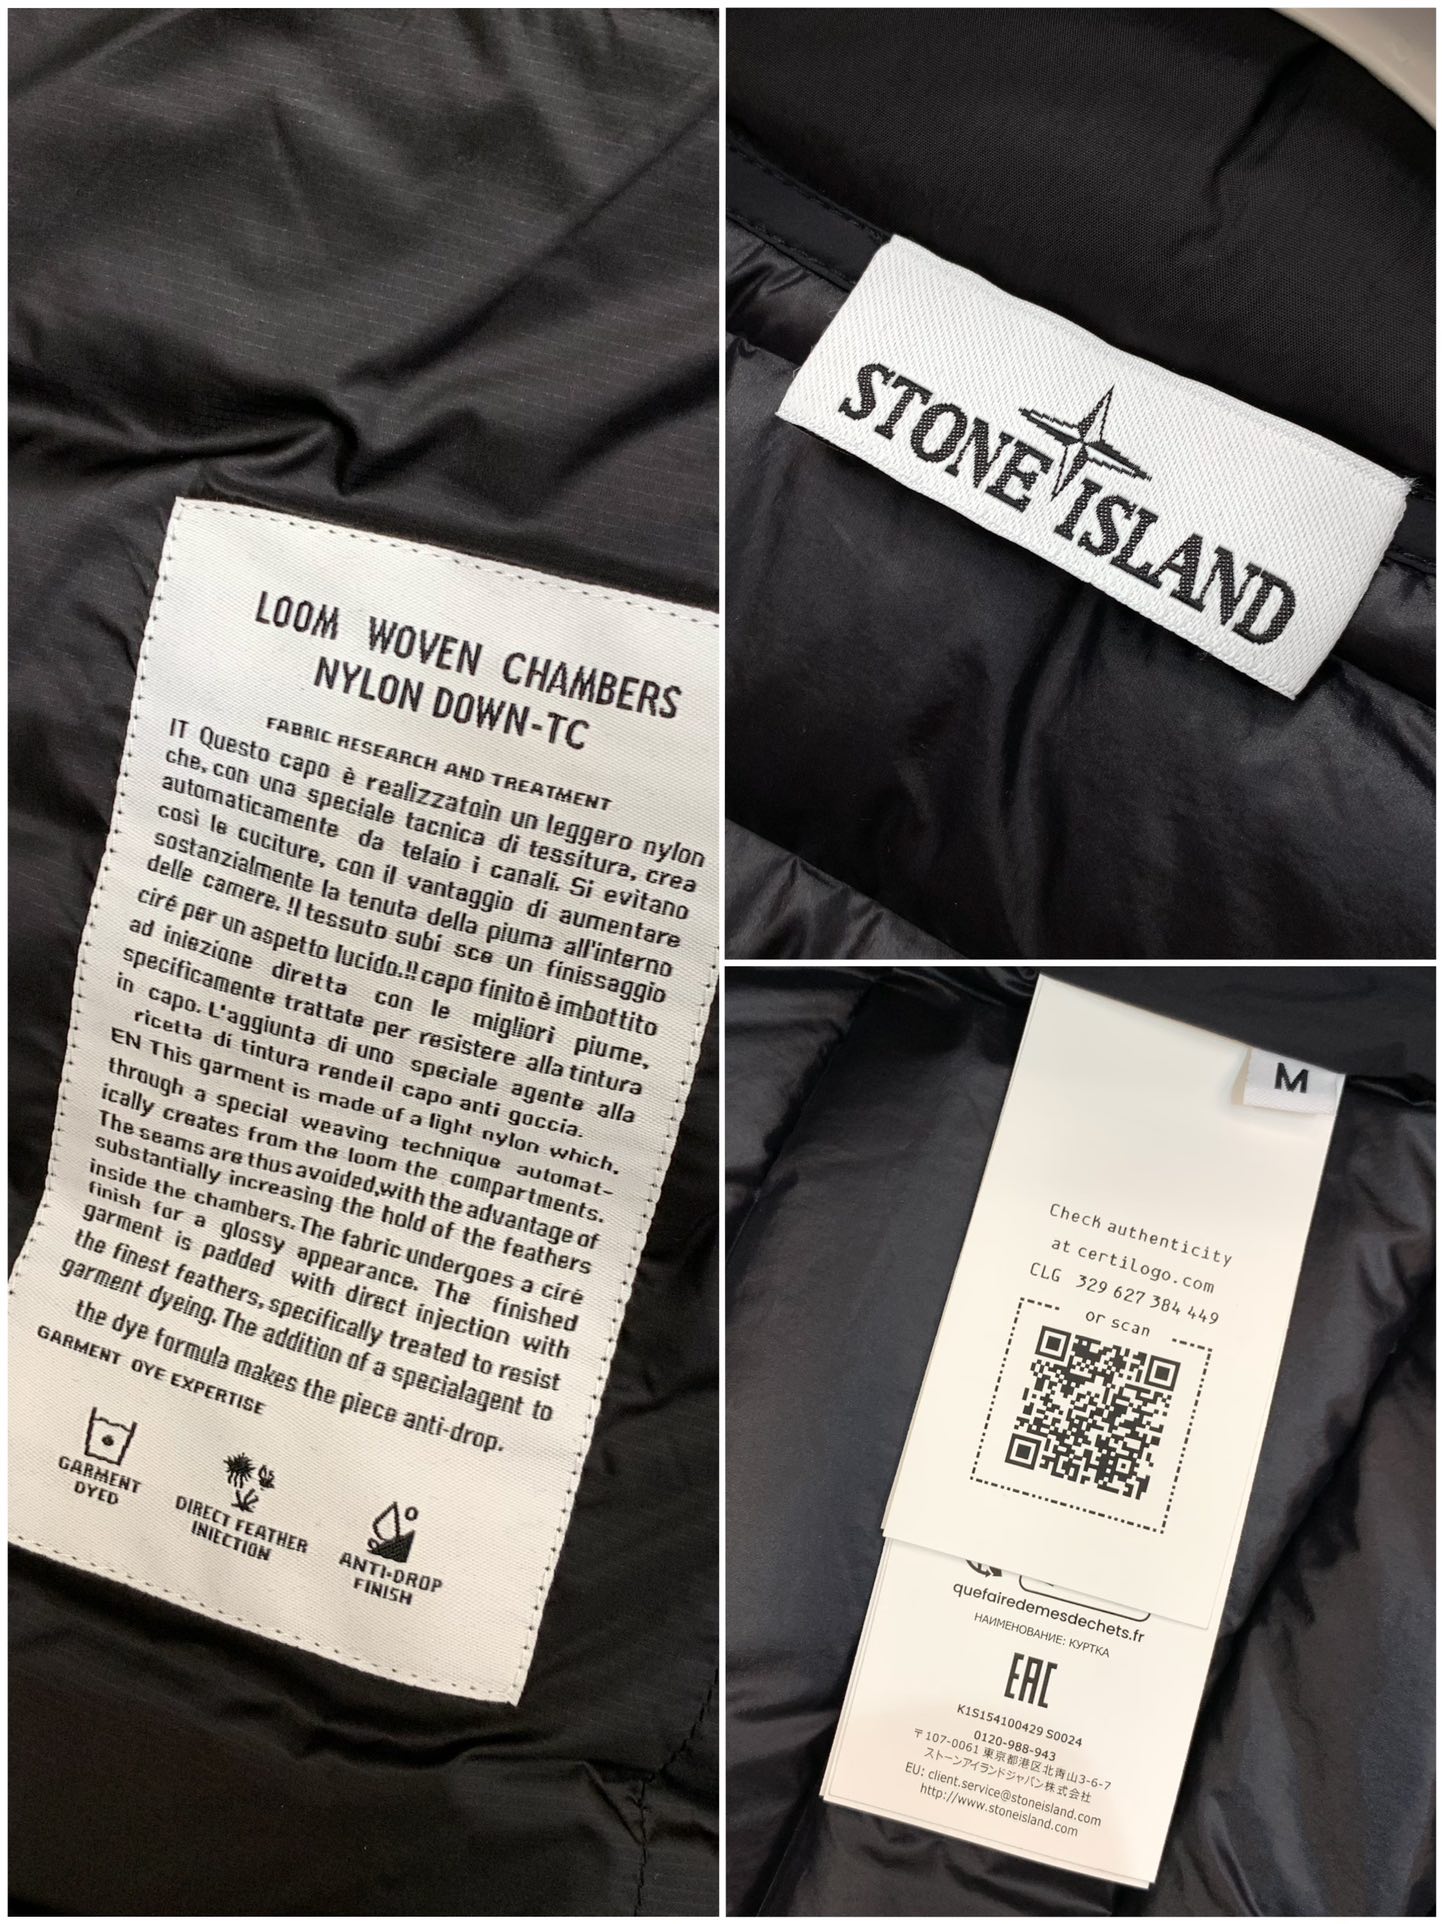 LOOM WOVEN CHAMBERS
NYLON DOWN-TC
FABRIC RESEARCH AND TREATMENT
IT Questo capo è realizzatoin un leggero nylon
che, con una speciale tacnica di tessitura, crea
automaticamente da telaio i canali. Si evitano
così le cuciture, con il vantaggio di aumentare
sostanzialmente la tenuta della piuma all'interno
delle camere. !l tessuto subi sce un finissaggio
ciré per un aspetto lucido.!! capo finito è imbottito
ad iniezione diretta con le migliori piume,
specificamente trattate per resistere alla tintura
in capo. L'aggiunta di uno speciale agente alla
ricetta di tintura rendeil capo anti goccia.
EN This garment is made of a light nylon which,
through a special weaving technique automat-
ically creates from the loom the compartments.
The seams are thus avoided,with the advantage of
substantially increasing the hold of the feathers
inside the chambers. The fabric undergoes a ciré
finish for a glossy appearance. The finished
garment is padded with direct injection with
the finest feathers, specifically treated to resist
garment dyeing. The addition of a specialagent to
the dye formula makes the piece anti-drop.
GARMENT OYE EXPERTISE
GARMENT
DYED
DIRECT FEATHER
INIECTION
ANTI-DROP
FINISH
STONE ISLAND
M
Check authenticity
at certilogo.com
CLG 329 627 384 449
or scan
quefairedemesdechets.fr
НАИМЕНОВАНИЕ: КУРТКА
EAC
K1S154100429 S0024
0120-988-943
〒107-0061 東京都港区北青山3-6-7
ストーンアイランドジャパン株式会社
EU: client.service@stoneisland.com
http://www.stoneisland.com